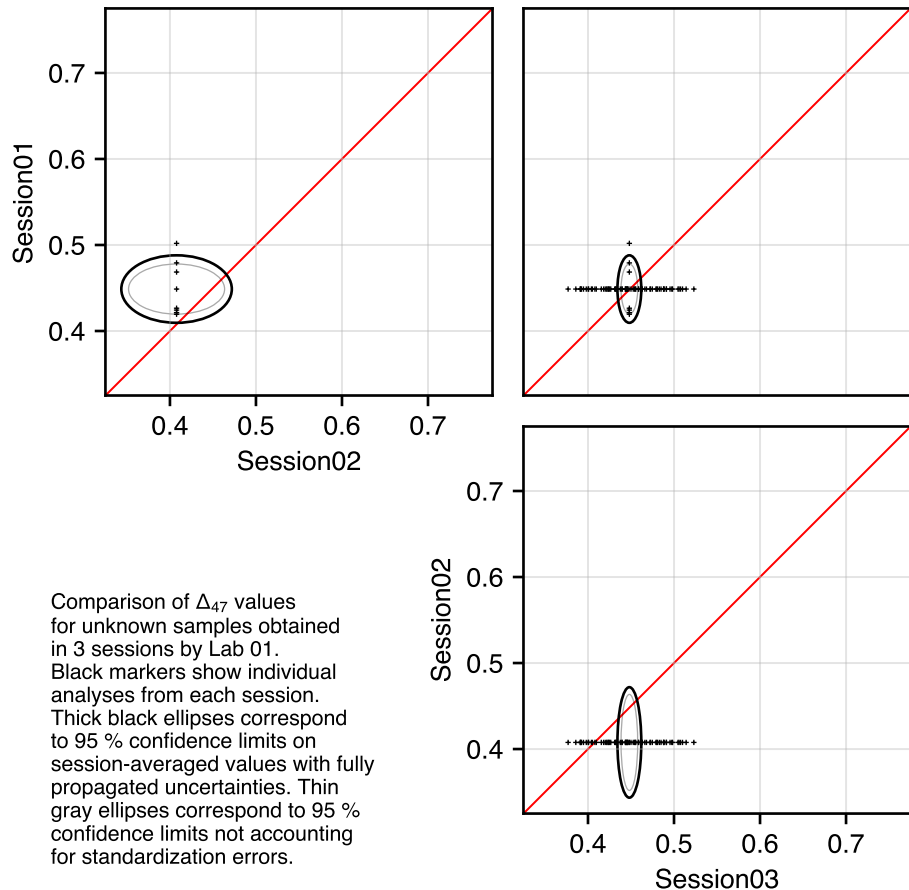 0.7
0.6
0.5
0.4
Session01
0.4 0.5 0.6 0.7
Session02
0.7
0.6
0.5
0.4
Session02
0.4 0.5 0.6 0.7
Session03
Comparison of Δ47 values
for unknown samples obtained
in 3 sessions by Lab 01.
Black markers show individual
analyses from each session.
Thick black ellipses correspond
to 95 % confidence limits on
session-averaged values with fully
propagated uncertainties. Thin
gray ellipses correspond to 95 %
confidence limits not accounting
for standardization errors.